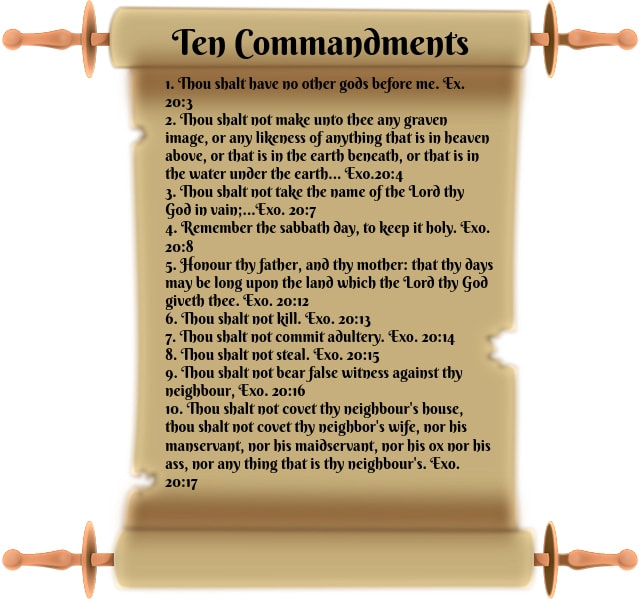 Ten Commandments
1. Thou shalt have no other gods before me. Ex.
20:3
2. Thou shalt not make unto thee any graven
image, or any likeness of anything that is in heaven
above, or that is in the earth beneath, or that is in
the water under the earth... Exo.20:4
3. Thou shalt not take the name of the Lord thy
God in vain;...Exo. 20:7
4. Remember the sabbath day, to keep it holy. Exo.
20:8
5. Honour thy father, and thy mother: that thy days
may be long upon the land which the Lord thy God
giveth thee. Exo. 20:12
6. Thou shalt not kill. Exo. 20:13
7. Thou shalt not commit adultery. Exo. 20:14
8. Thou shalt not steal. Exo. 20:15
9. Thou shalt not bear false witness against thy
neighbour, Exo. 20:16
10. Thou shalt not covet thy neighbour's house,
thou shalt not covet thy neighbor's wife, nor his
manservant, nor his maidservant, nor his ox nor his
ass, nor any thing that is thy neighbour's. Exo.
20:17